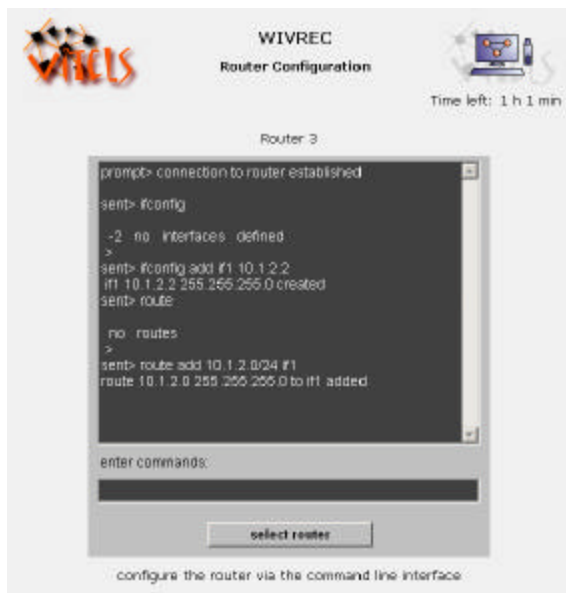 VITELS
WIVREC
Router Configuration
Time left: 1 h 1 min
Router 3
prompt> connection to router established
sent> ifconfig
-2 no interfaces defined
>
sent> ifconfig add if1 10.1.2.2
if1 10.1.2.2 255.255.255.0 created
sent> route
no routes
>
sent> route add 10.1.2.0/24 if1
route 10.1.2.0 255.255.255.0 to if1 added
enter commands:
select router
configure the router via the command line interface